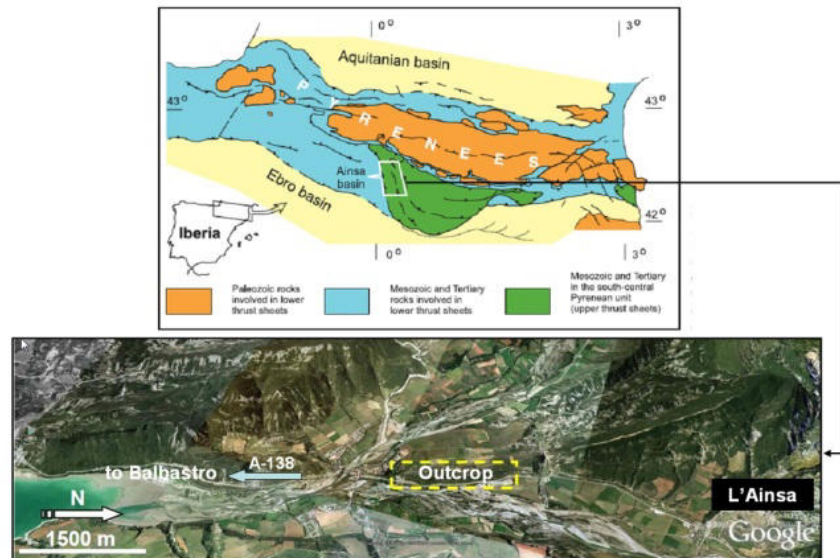 0°
3°
Aquitanian basin
43°
43°
PYRENEES
Ainsa
basin
Ebro basin
42°
Iberia
0°
3°
Paleozoic rocks
involved in lower
thrust sheets
Mesozoic and Tertiary
rocks involved in
lower thrust sheets
Mesozoic and Tertiary
in the south-central
Pyrenean unit
(upper thrust sheets)
to Balbastro
A-138
Outcrop
N
L'Ainsa
1500 m
Google